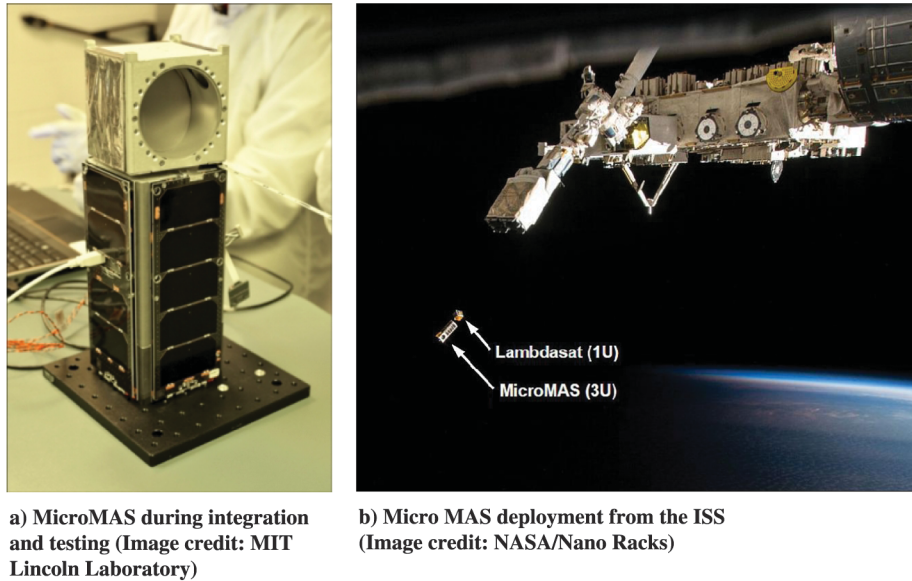 Lambdasat (1U)
MicroMAS (3U)
a) MicroMAS during integration
and testing (Image credit: MIT
Lincoln Laboratory)
b) Micro MAS deployment from the ISS
(Image credit: NASA/Nano Racks)